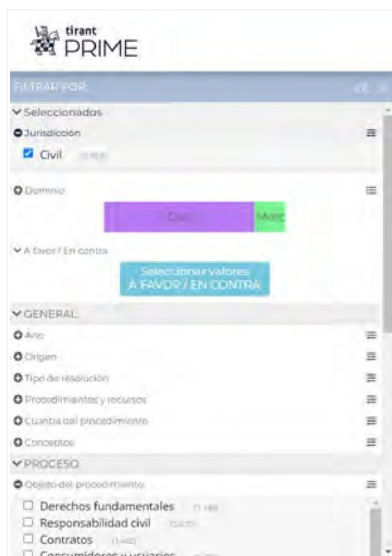 tirant
PRIME
FILTRAR POR:
Seleccionados
Jurisdicción
Civil
Dominio
Merc
A favor / En contra
Seleccionar valores
A FAVOR / EN CONTRA
GENERAL
Año
Origen
Tipo de resolución
Procedimientos y recursos
Cuantía del procedimiento
Conceptos
PROCESO
Objeto del procedimiento
Derechos fundamentales
Responsabilidad civil
Contratos
Consumidores y usuarios